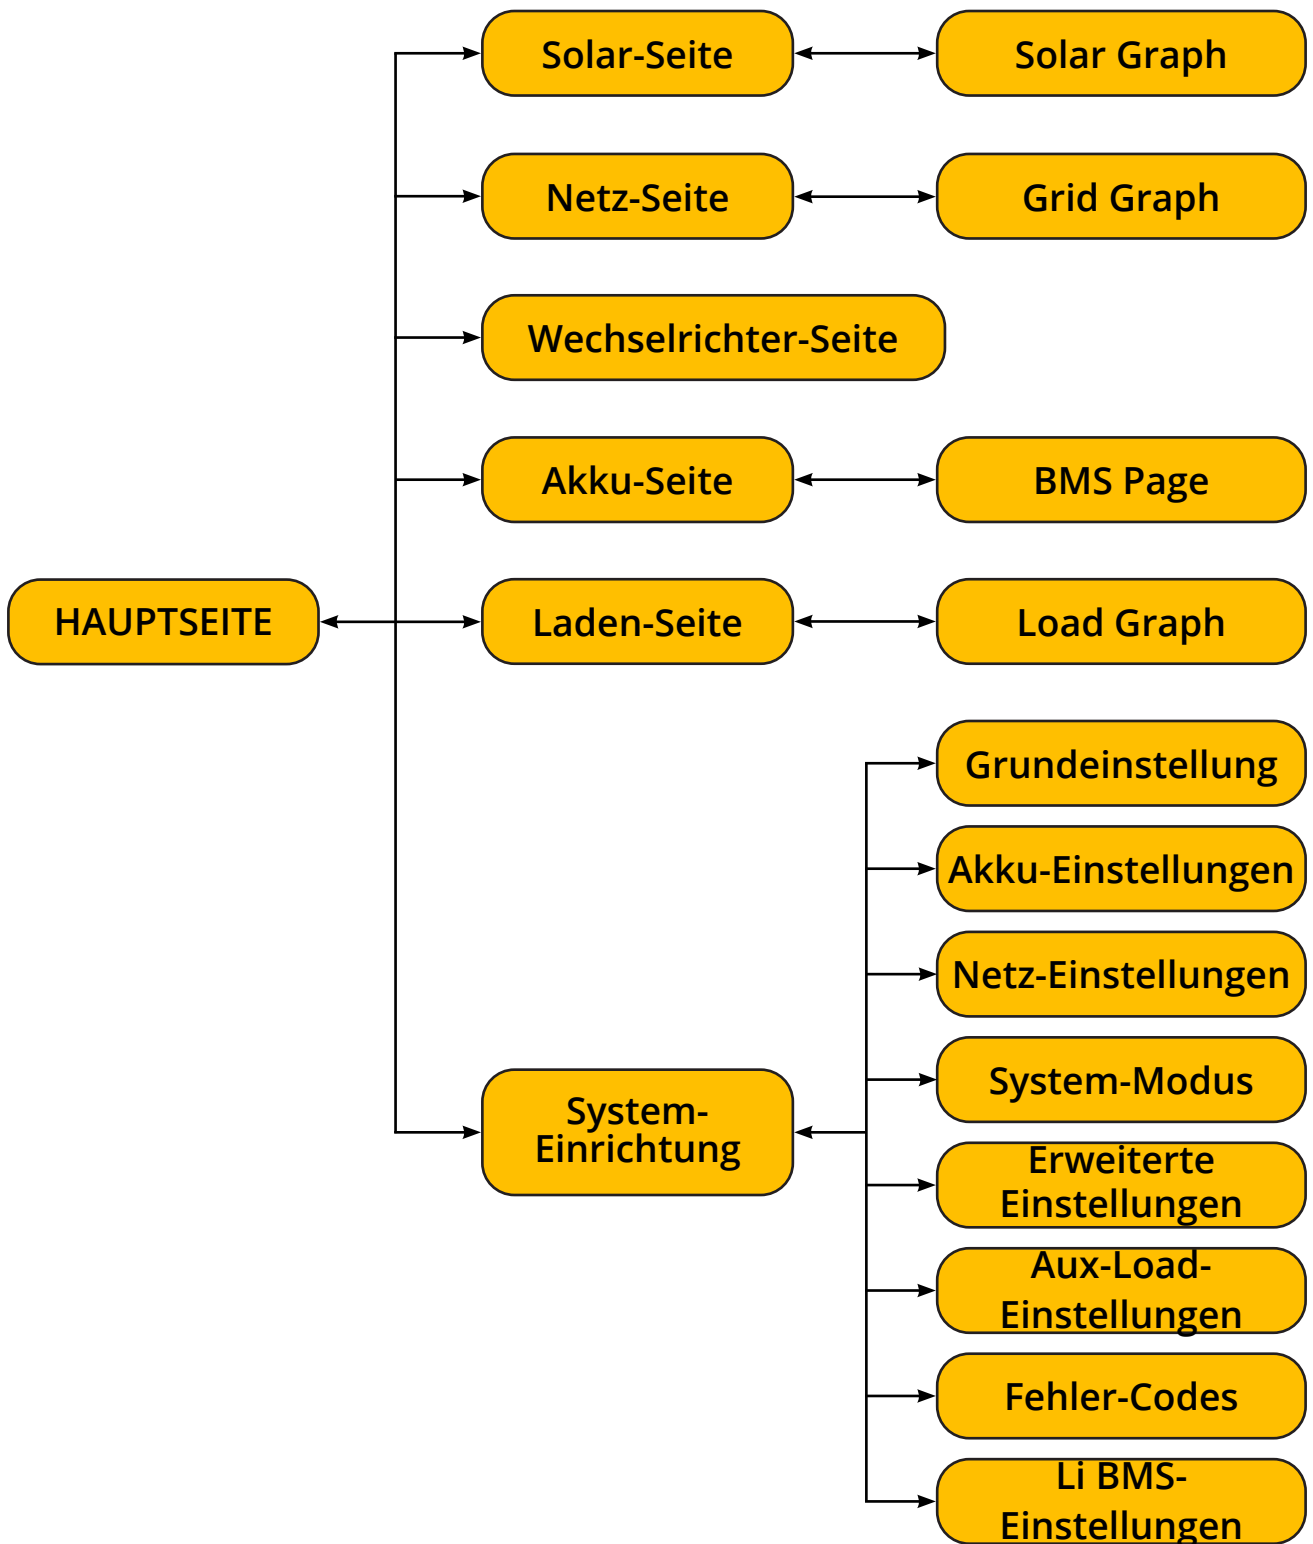 Solar-Seite
Solar Graph
Netz-Seite
Grid Graph
Wechselrichter-Seite
Akku-Seite
BMS Page
HAUPTSEITE
Laden-Seite
Load Graph
Grundeinstellung
Akku-Einstellungen
Netz-Einstellungen
System-Modus
System-
Einrichtung
Erweiterte
Einstellungen
Aux-Load-
Einstellungen
Fehler-Codes
Li BMS-
Einstellungen